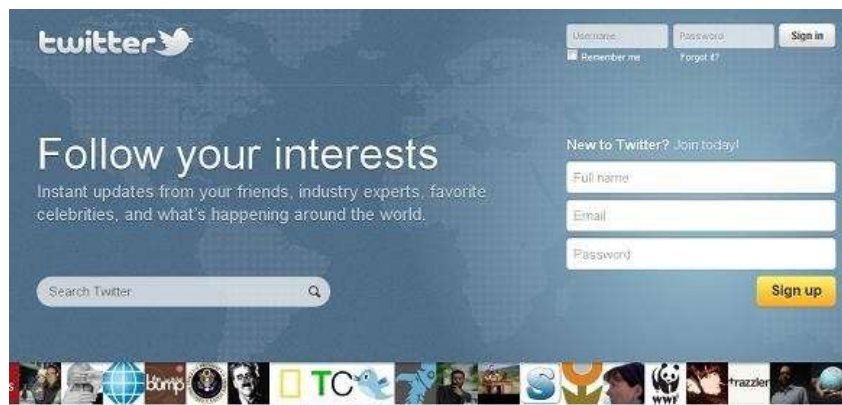 twitter
Username
Password
Sign in
Remember me
Forgot it?
Follow your interests
Instant updates from your friends, industry experts, favorite
celebrities, and what's happening around the world.
New to Twitter? Join today!
Full name
Email
Password
Search Twitter
Sign up
s
bump
TC
S
WWF
trazzler